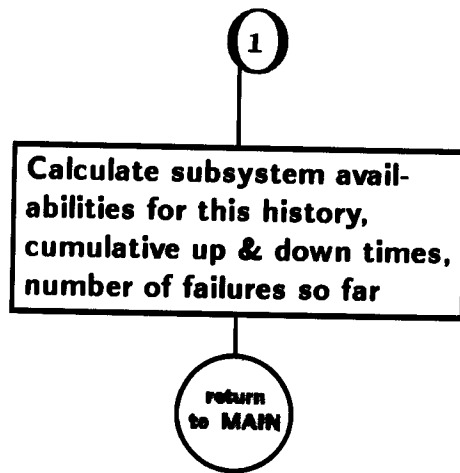 1
Calculate subsystem avail-
abilities for this history,
cumulative up & down times,
number of failures so far
return
to MAIN